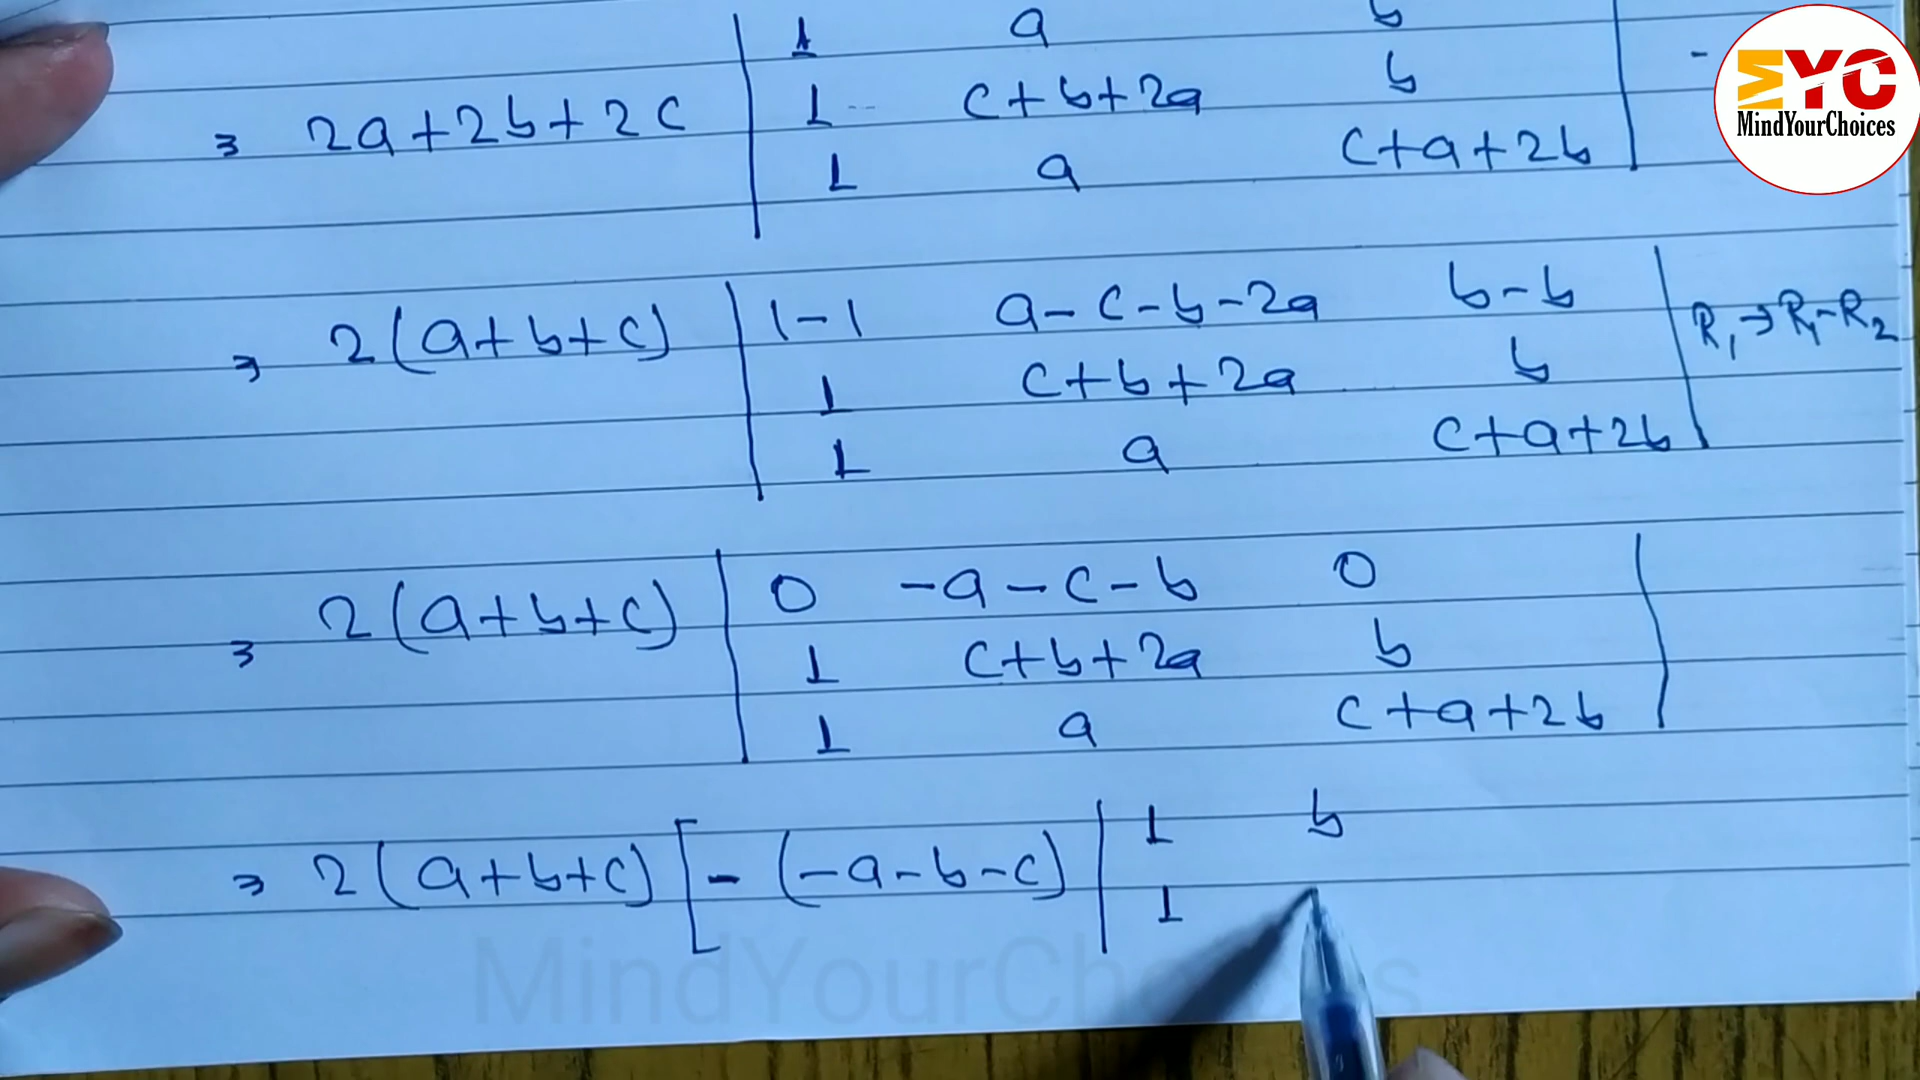 1 a b
⇒ 2a+2b+2c | 1 c+b+2a b | -
1 a c+a+2b
MYC
MindYourChoices
⇒ 2(a+b+c) | 1-1 a-c-b-2a b-b | R₁→R₁-R₂
1 c+b+2a b
1 a c+a+2b
⇒ 2(a+b+c) | 0 -a-c-b 0 |
1 c+b+2a b
1 a c+a+2b
⇒ 2(a+b+c) [ - (-a-b-c) | 1 b
1
MindYourChoices